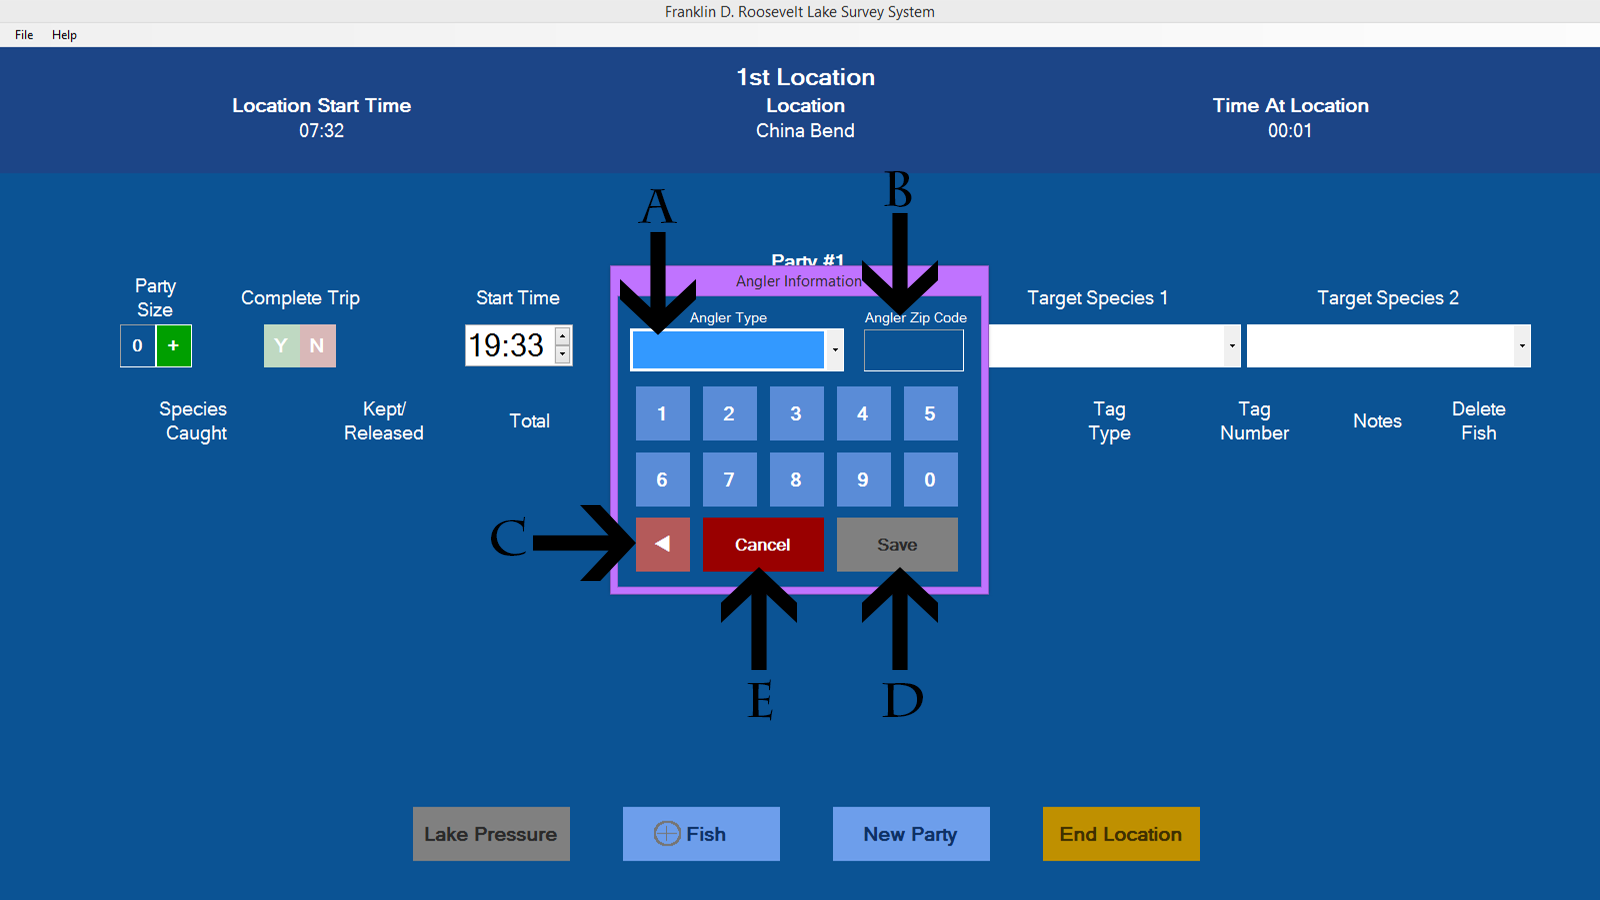 Franklin D. Roosevelt Lake Survey System
File Help
1st Location
Location Start Time
Location
Time At Location
07:32
China Bend
00:01
A
B
Party #1
Angler Information
Party
Size
Complete Trip
Start Time
Angler Type
Angler Zip Code
Target Species 1
Target Species 2
0 +
Y N
19:33
1 2 3 4 5
Species
Caught
Kept/
Released
Total
Tag
Type
Tag
Number
Notes
Delete
Fish
6 7 8 9 0
C
Cancel
Save
E
D
Lake Pressure
Fish
New Party
End Location